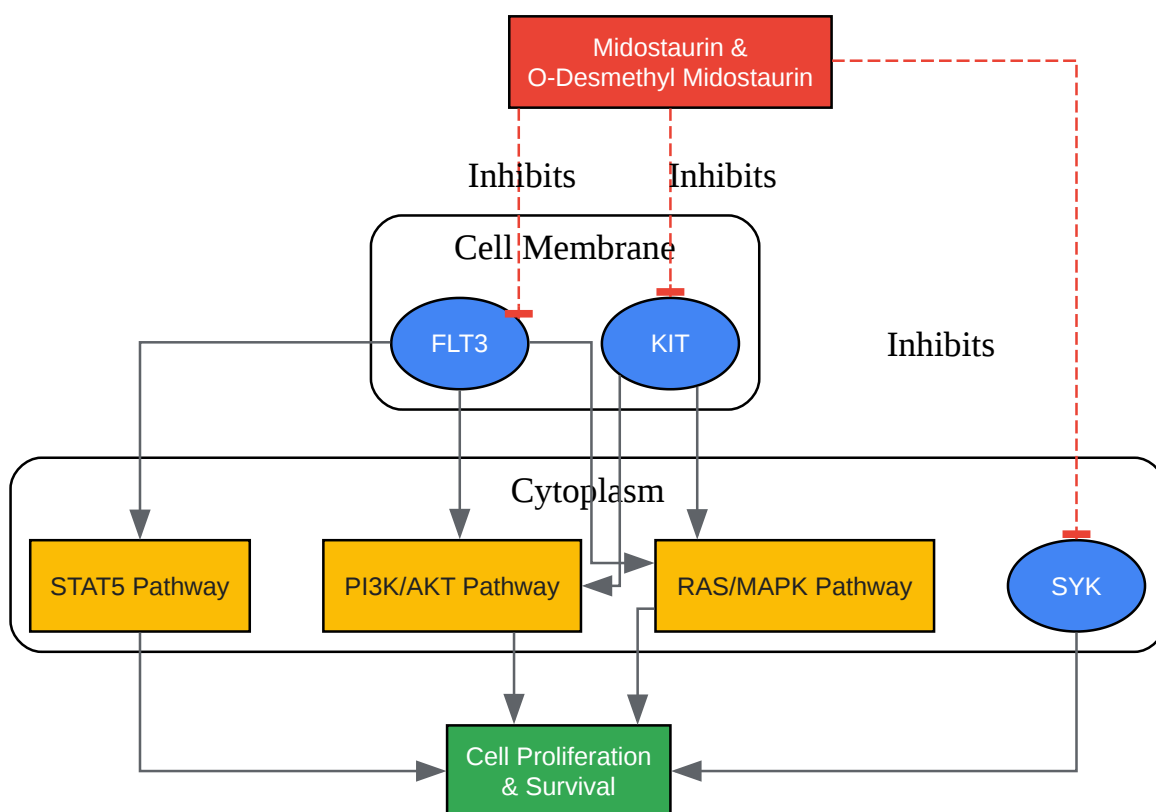 Midostaurin &
O-Desmethyl Midostaurin
Inhibits
Inhibits
Cell Membrane
FLT3
KIT
Inhibits
Cytoplasm
STAT5 Pathway
PI3K/AKT Pathway
RAS/MAPK Pathway
SYK
Cell Proliferation
& Survival